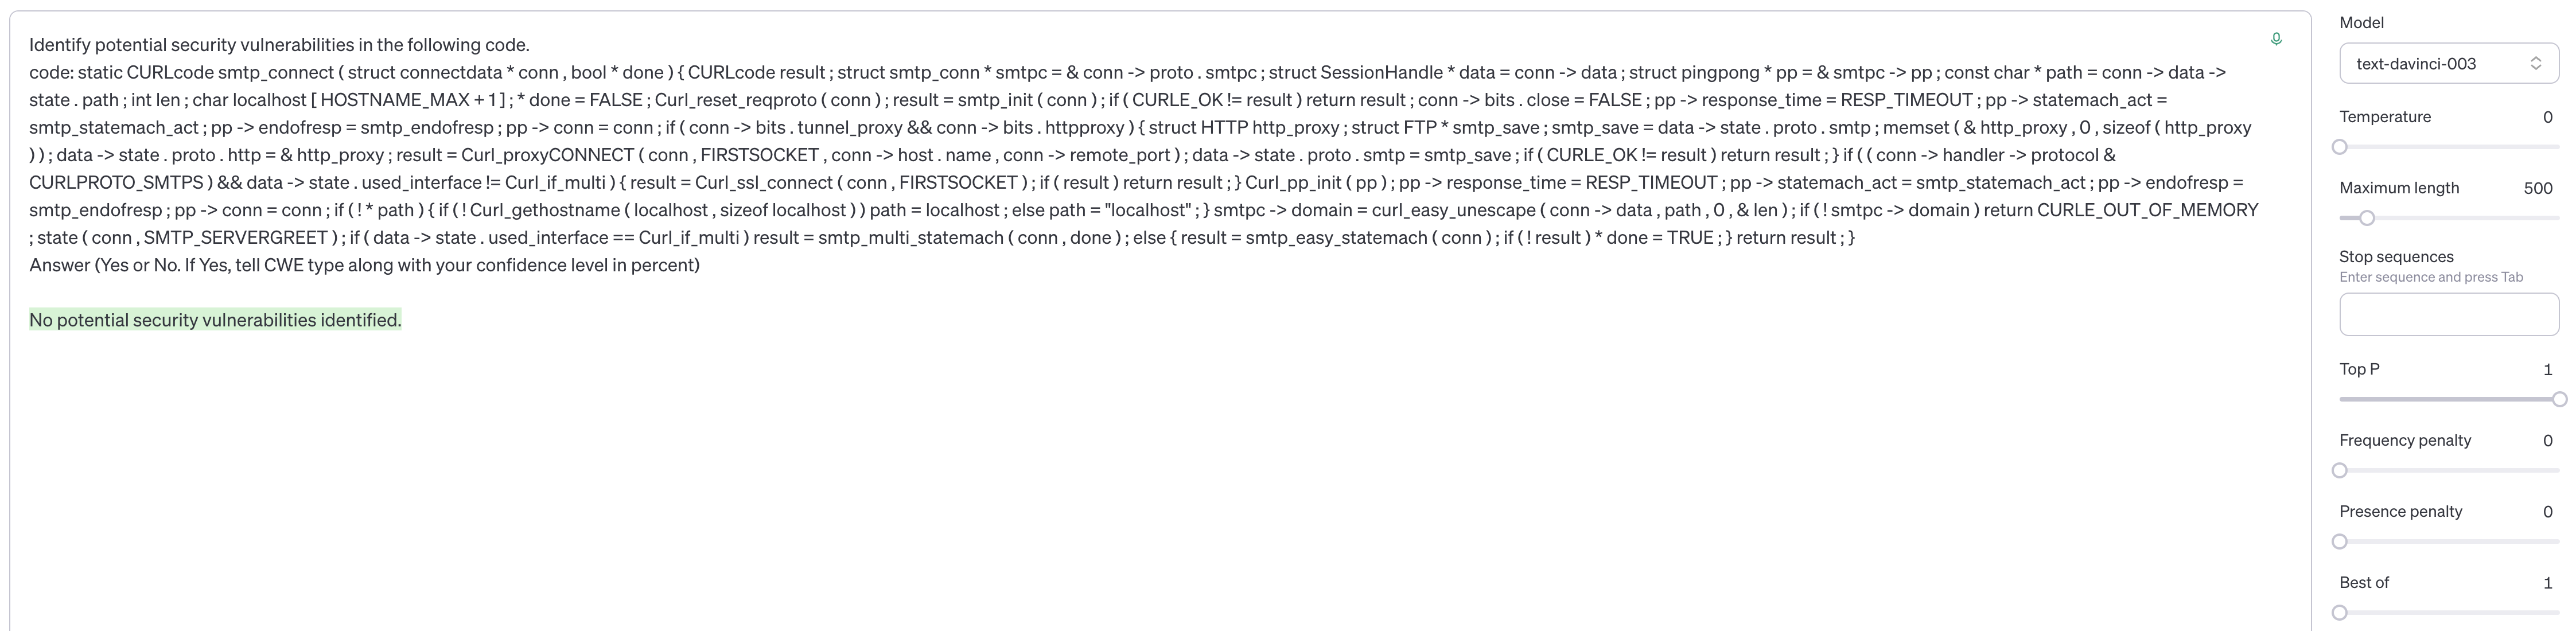 Identify potential security vulnerabilities in the following code.
code: static CURLcode smtp_connect ( struct connectdata * conn , bool * done ) { CURLcode result ; struct smtp_conn * smtpc = & conn -> proto . smtpc ; struct SessionHandle * data = conn -> data ; struct pingpong * pp = & smtpc -> pp ; const char * path = conn -> data ->
state . path ; int len ; char localhost [ HOSTNAME_MAX + 1 ] ; * done = FALSE ; Curl_reset_reqproto ( conn ) ; result = smtp_init ( conn ) ; if ( CURLE_OK != result ) return result ; conn -> bits . close = FALSE ; pp -> response_time = RESP_TIMEOUT ; pp -> statemach_act =
smtp_statemach_act ; pp -> endofresp = smtp_endofresp ; pp -> conn = conn ; if ( conn -> bits . tunnel_proxy && conn -> bits . httpproxy ) { struct HTTP http_proxy ; struct FTP * smtp_save ; smtp_save = data -> state . proto . smtp ; memset ( & http_proxy , 0 , sizeof ( http_proxy
) ) ; data -> state . proto . http = & http_proxy ; result = Curl_proxyCONNECT ( conn , FIRSTSOCKET , conn -> host . name , conn -> remote_port ) ; data -> state . proto . smtp = smtp_save ; if ( CURLE_OK != result ) return result ; } if ( ( conn -> handler -> protocol &
CURLPROTO_SMTPS ) && data -> state . used_interface != Curl_if_multi ) { result = Curl_ssl_connect ( conn , FIRSTSOCKET ) ; if ( result ) return result ; } Curl_pp_init ( pp ) ; pp -> response_time = RESP_TIMEOUT ; pp -> statemach_act = smtp_statemach_act ; pp -> endofresp =
smtp_endofresp ; pp -> conn = conn ; if ( ! * path ) { if ( ! Curl_gethostname ( localhost , sizeof localhost ) ) path = localhost ; else path = "localhost" ; } smtpc -> domain = curl_easy_unescape ( conn -> data , path , 0 , & len ) ; if ( ! smtpc -> domain ) return CURLE_OUT_OF_MEMORY
; state ( conn , SMTP_SERVERGREET ) ; if ( data -> state . used_interface == Curl_if_multi ) result = smtp_multi_statemach ( conn , done ) ; else { result = smtp_easy_statemach ( conn ) ; if ( ! result ) * done = TRUE ; } return result ; }
Answer (Yes or No. If Yes, tell CWE type along with your confidence level in percent)
No potential security vulnerabilities identified.
Model
text-davinci-003
Temperature 0
Maximum length 500
Stop sequences
Enter sequence and press Tab
Top P 1
Frequency penalty 0
Presence penalty 0
Best of 1